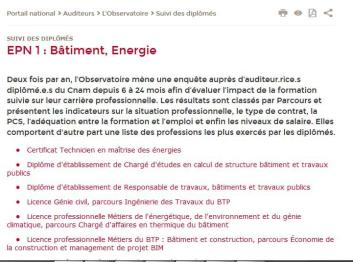 Portail national > Auditeurs > L'Observatoire > Suivi des diplômés
SUIVI DES DIPLÔMÉS
EPN 1 : Bâtiment, Energie
Deux fois par an, l'Observatoire mène une enquête auprès d'auditeur.rice.s
diplômé.e.s du Cnam depuis 6 à 24 mois afin d'évaluer l'impact de la formation
suivie sur leur carrière professionnelle. Les résultats sont classés par Parcours et
présentent les indicateurs sur la situation professionnelle, le type de contrat, la
PCS, l'adéquation entre la formation et l'emploi et enfin les niveaux de salaire. Elles
comportent d'autre part une liste des professions les plus exercés par les diplômés.
• Certificat Technicien en maîtrise des énergies
• Diplôme d'établissement de Chargé d'études en calcul de structure bâtiment et travaux
publics
• Diplôme d'établissement de Responsable de travaux, bâtiments et travaux publics
• Licence Génie civil, parcours Ingénierie des Travaux du BTP
• Licence professionnelle Métiers de l'énergétique, de l'environnement et du génie
climatique, parcours Chargé d'affaires en thermique du bâtiment
• Licence professionnelle Métiers du BTP : Bâtiment et construction, parcours Économie de
la construction et management de projet BIM